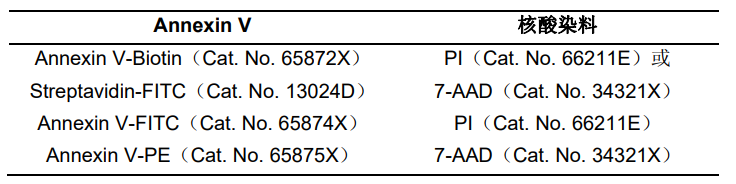 Annexin V 核酸染料
Annexin V-Biotin（Cat. No. 65872X） PI（Cat. No. 66211E）或
Streptavidin-FITC（Cat. No. 13024D） 7-AAD（Cat. No. 34321X）
Annexin V-FITC（Cat. No. 65874X） PI（Cat. No. 66211E）
Annexin V-PE（Cat. No. 65875X） 7-AAD（Cat. No. 34321X）